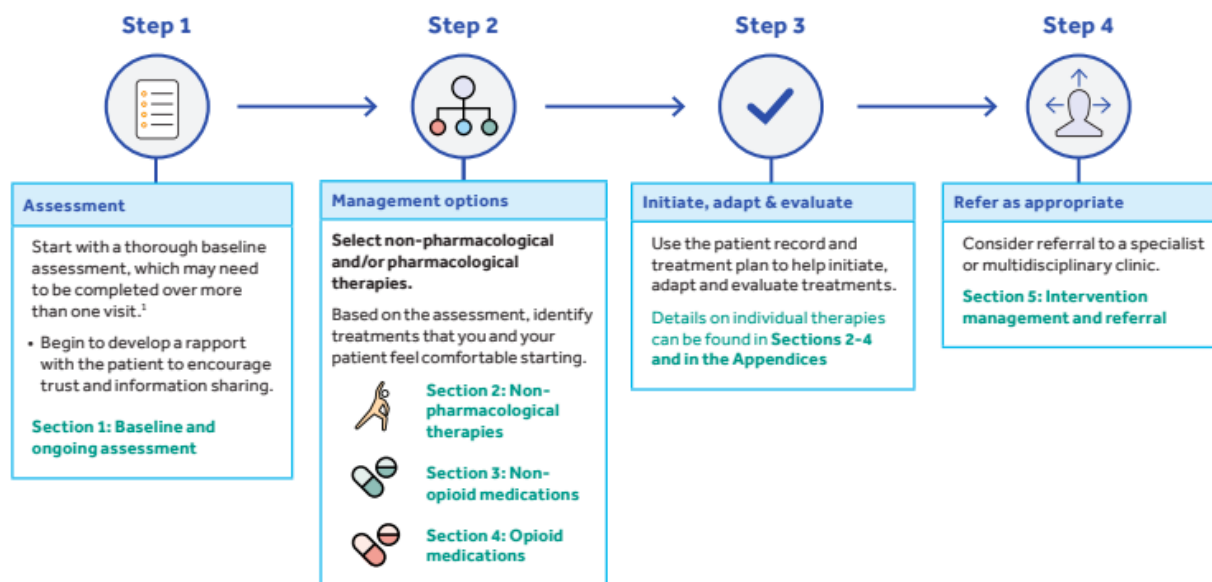 Step 1
Step 2
Step 3
Step 4
Assessment
Start with a thorough baseline
assessment, which may need
to be completed over more
than one visit.¹
• Begin to develop a rapport
with the patient to encourage
trust and information sharing.
Section 1: Baseline and
ongoing assessment
Management options
Select non-pharmacological
and/or pharmacological
therapies.
Based on the assessment, identify
treatments that you and your
patient feel comfortable starting.
Section 2: Non-
pharmacological
therapies
Section 3: Non-
opioid medications
Section 4: Opioid
medications
Initiate, adapt & evaluate
Use the patient record and
treatment plan to help initiate,
adapt and evaluate treatments.
Details on individual therapies
can be found in Sections 2-4
and in the Appendices
Refer as appropriate
Consider referral to a specialist
or multidisciplinary clinic.
Section 5: Intervention
management and referral